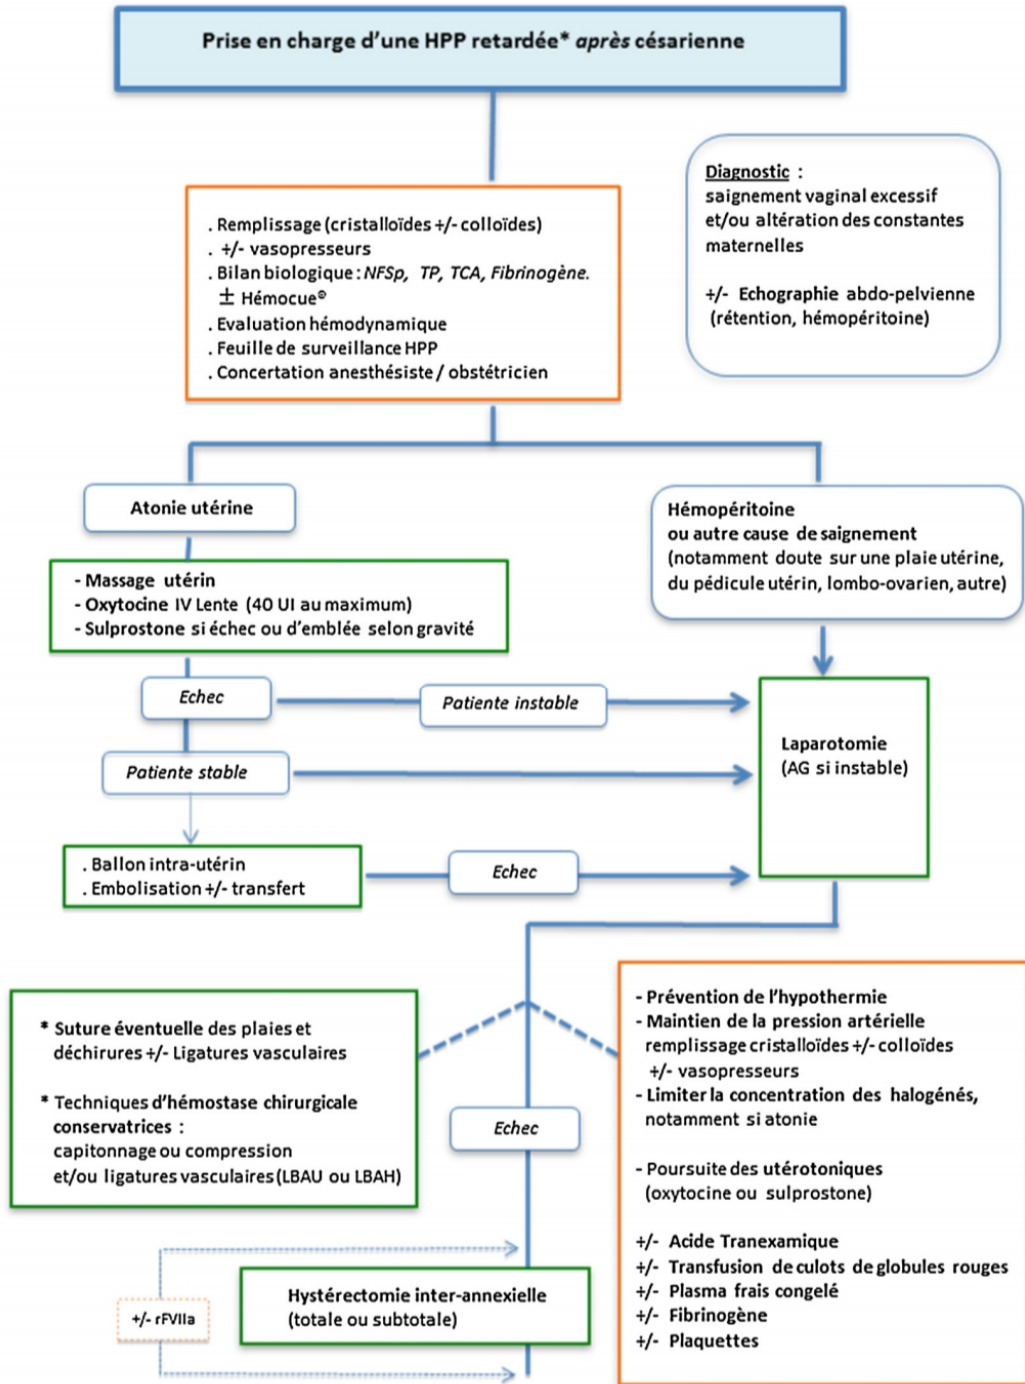 Prise en charge d'une HPP retardée* après césarienne
Diagnostic :
saignement vaginal excessif
et/ou altération des constantes
maternelles
+/- Echographie abdo-pelvienne
(rétention, hémopéritoine)
. Remplissage (cristalloïdes +/- colloïdes)
. +/- vasopresseurs
. Bilan biologique : NFSp, TP, TCA, Fibrinogène.
± Hémocue®
. Evaluation hémodynamique
. Feuille de surveillance HPP
. Concertation anesthésiste / obstétricien
Atonie utérine
Hémopéritoine
ou autre cause de saignement
(notamment doute sur une plaie utérine,
du pédicule utérin, lombo-ovarien, autre)
- Massage utérin
- Oxytocine IV Lente (40 UI au maximum)
- Sulprostone si échec ou d'emblée selon gravité
Echec
Patiente instable
Patiente stable
Laparotomie
(AG si instable)
. Ballon intra-utérin
. Embolisation +/- transfert
Echec
* Suture éventuelle des plaies et
déchirures +/- Ligatures vasculaires
* Techniques d'hémostase chirurgicale
conservatrices :
capitonnage ou compression
et/ou ligatures vasculaires (LBAU ou LBAH)
Echec
- Prévention de l'hypothermie
- Maintien de la pression artérielle
remplissage cristalloïdes +/- colloïdes
+/- vasopresseurs
- Limiter la concentration des halogénés,
notamment si atonie
- Poursuite des utérotoniques
(oxytocine ou sulprostone)
+/- Acide Tranexamique
+/- Transfusion de culots de globules rouges
+/- Plasma frais congelé
+/- Fibrinogène
+/- Plaquettes
+/- rFVIIa
Hystérectomie inter-annexielle
(totale ou subtotale)